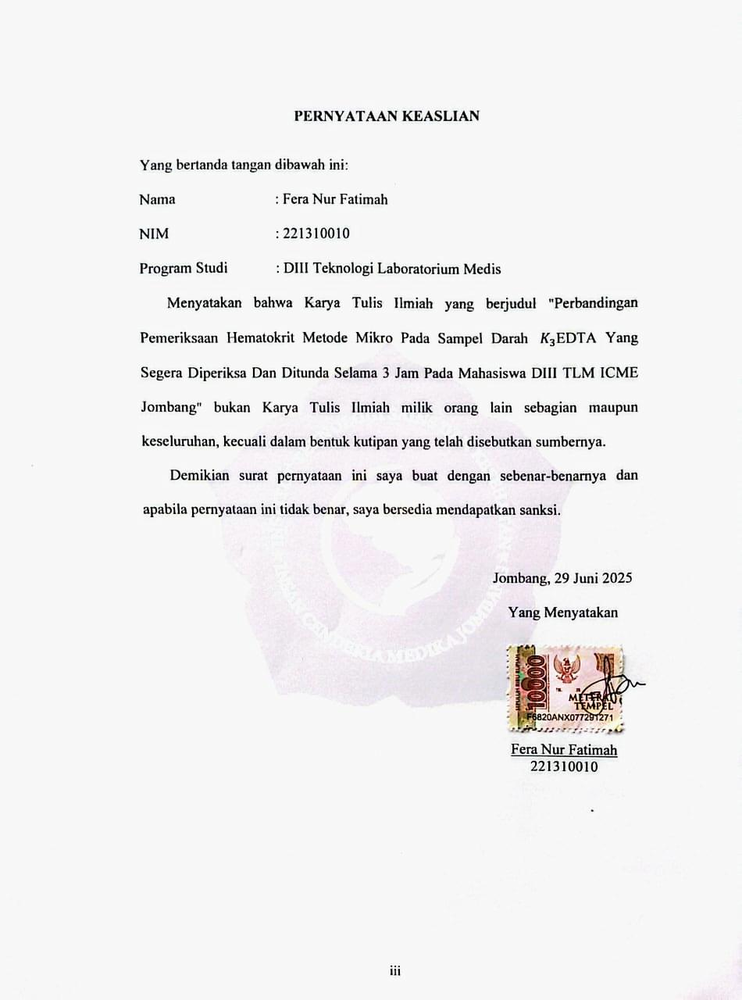 PERNYATAAN KEASLIAN
Yang bertanda tangan dibawah ini:
Nama : Fera Nur Fatimah
NIM : 221310010
Program Studi : DIII Teknologi Laboratorium Medis
Menyatakan bahwa Karya Tulis Ilmiah yang berjudul "Perbandingan
Pemeriksaan Hematokrit Metode Mikro Pada Sampel Darah K₃EDTA Yang
Segera Diperiksa Dan Ditunda Selama 3 Jam Pada Mahasiswa DIII TLM ICME
Jombang" bukan Karya Tulis Ilmiah milik orang lain sebagian maupun
keseluruhan, kecuali dalam bentuk kutipan yang telah disebutkan sumbernya.
Demikian surat pernyataan ini saya buat dengan sebenar-benarnya dan
apabila pernyataan ini tidak benar, saya bersedia mendapatkan sanksi.
CENDEKIA MEDIKA JOMBANG
Jombang, 29 Juni 2025
Yang Menyatakan
10000
METERAI
TEMPEL
F6820ANX077291271
Fera Nur Fatimah
221310010
iii